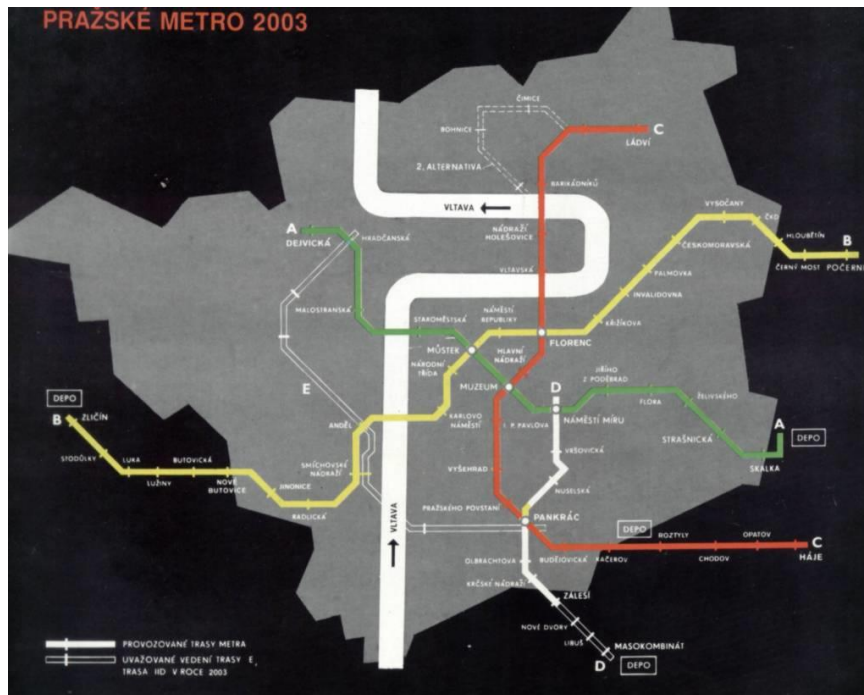 PRAŽSKÉ METRO 2003
ČIMICE
BOHNICE
C
LÁDVÍ
2. ALTERNATIVA
BARIKÁDNÍKŮ
VLTAVA
VYSOČANY
ČKD
A
DEJVICKÁ
HRADČANSKÁ
NÁDRAŽÍ
HOLEŠOVICE
HLOUBĚTÍN
B
ČESKOMORAVSKÁ
ČERNÝ MOST
POČERNI
VLTAVSKÁ
PALMOVKA
INVALIDOVNA
MALOSTRANSKÁ
STAROMĚSTSKÁ
NÁMĚSTÍ
REPUBLIKY
KŘIŽÍKOVA
FLORENC
MŮSTEK
HLAVNÍ
NÁDRAŽÍ
NÁRODNÍ
TŘÍDA
MUZEUM
JIŘÍHO
Z PODĚBRAD
E
D
FLORA
ŽELIVSKÉHO
DEPO
B
ZLIČÍN
ANDĚL
KARLOVO
NÁMĚSTÍ
I. P. PAVLOVA
NÁMĚSTÍ MÍRU
A
DEPO
STRAŠNICKÁ
STODŮLKY
LUKA
BUTOVICKÁ
LUŽINY
NOVÉ
BUTOVICE
JINONICE
SMÍCHOVSKÉ
NÁDRAŽÍ
VRŠOVICKÁ
SKALKA
VYŠEHRAD
NUSELSKÁ
RADLICKÁ
PRAŽSKÉHO POVSTÁNÍ
VLTAVA
PANKRÁC
DEPO
ROZTYLY
OPATOV
C
OLBRACHTOVA
BUDĚJOVICKÁ
KAČEROV
CHODOV
HÁJE
KRČSKÉ NÁDRAŽÍ
ZÁLESÍ
NOVÉ DVORY
LIBUŠ
MASOKOMBINÁT
D
DEPO
PROVOZOVANÉ TRASY METRA
UVAŽOVANÉ VEDENÍ TRASY E,
TRASA IID V ROCE 2003